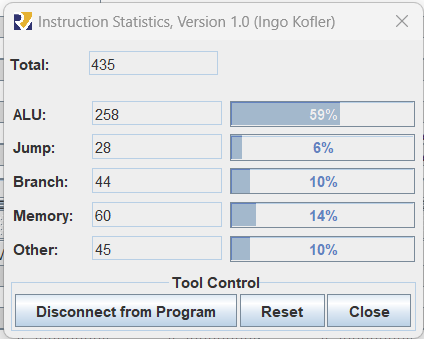 Instruction Statistics, Version 1.0 (Ingo Kofler)
Total: 435
ALU: 258 59%
Jump: 28 6%
Branch: 44 10%
Memory: 60 14%
Other: 45 10%
Tool Control
Disconnect from Program Reset Close